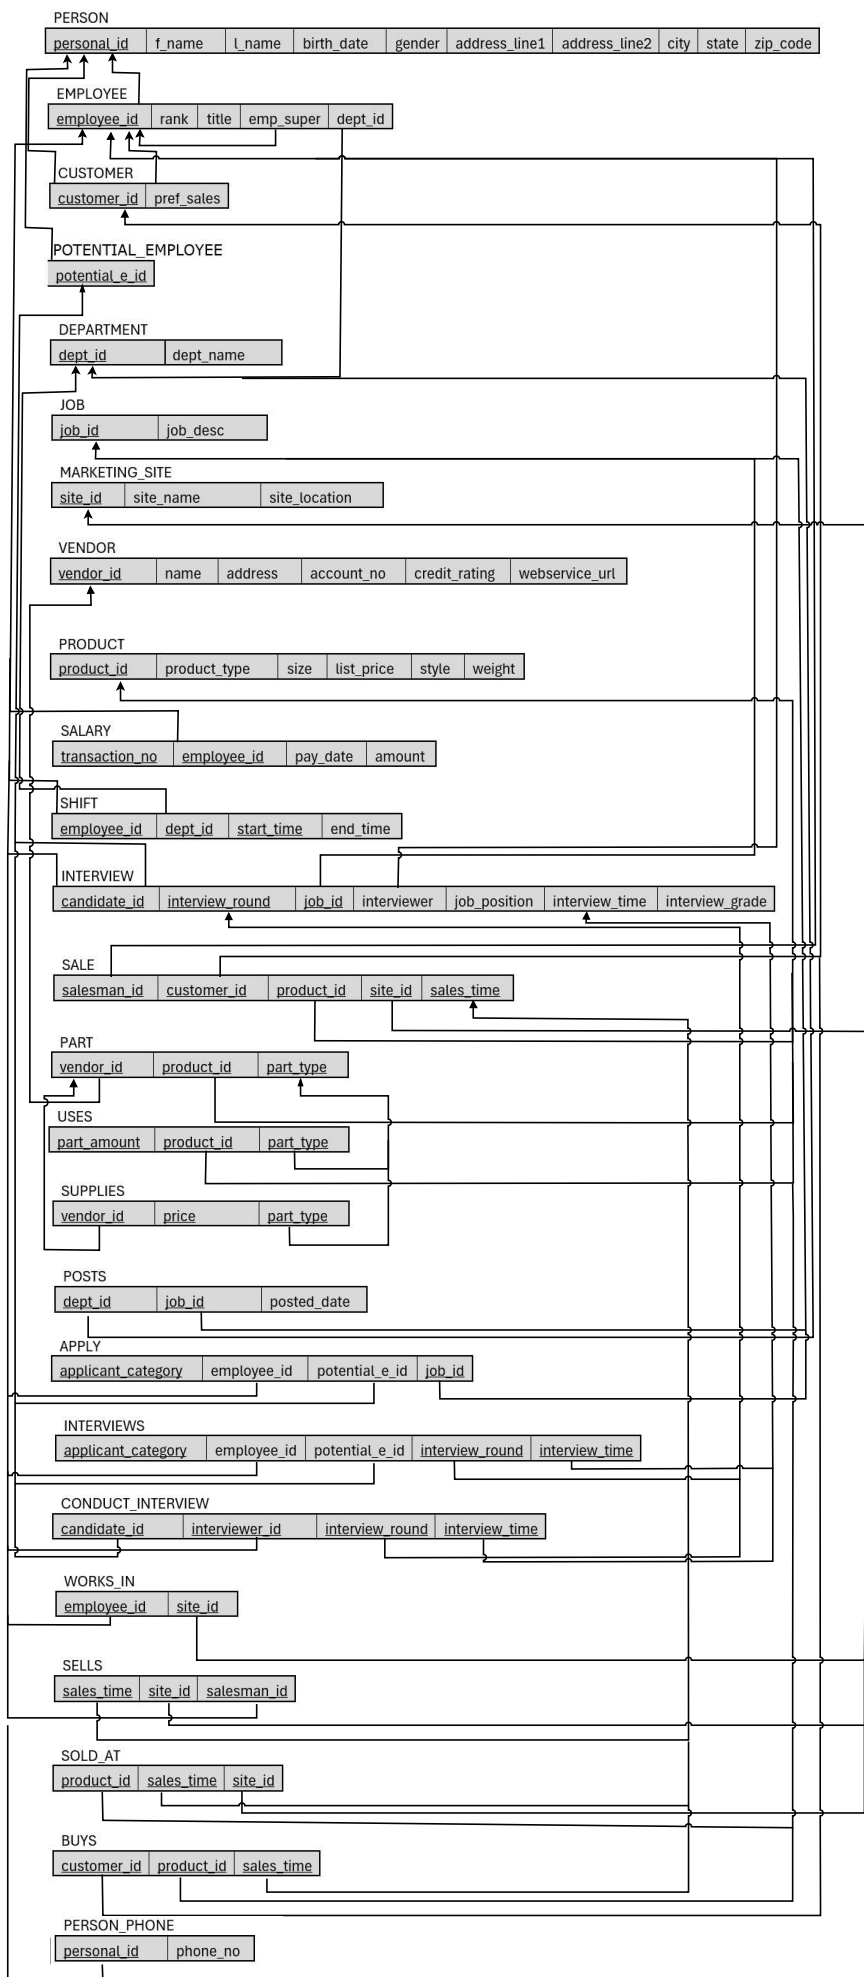 PERSON
personal_id f_name l_name birth_date gender address_line1 address_line2 city state zip_code
EMPLOYEE
employee_id rank title emp_super dept_id
CUSTOMER
customer_id pref_sales
POTENTIAL_EMPLOYEE
potential_e_id
DEPARTMENT
dept_id dept_name
JOB
job_id job_desc
MARKETING_SITE
site_id site_name site_location
VENDOR
vendor_id name address account_no credit_rating webservice_url
PRODUCT
product_id product_type size list_price style weight
SALARY
transaction_no employee_id pay_date amount
SHIFT
employee_id dept_id start_time end_time
INTERVIEW
candidate_id interview_round job_id interviewer job_position interview_time interview_grade
SALE
salesman_id customer_id product_id site_id sales_time
PART
vendor_id product_id part_type
USES
part_amount product_id part_type
SUPPLIES
vendor_id price part_type
POSTS
dept_id job_id posted_date
APPLY
applicant_category employee_id potential_e_id job_id
INTERVIEWS
applicant_category employee_id potential_e_id interview_round interview_time
CONDUCT_INTERVIEW
candidate_id interviewer_id interview_round interview_time
WORKS_IN
employee_id site_id
SELLS
sales_time site_id salesman_id
SOLD_AT
product_id sales_time site_id
BUYS
customer_id product_id sales_time
PERSON_PHONE
personal_id phone_no